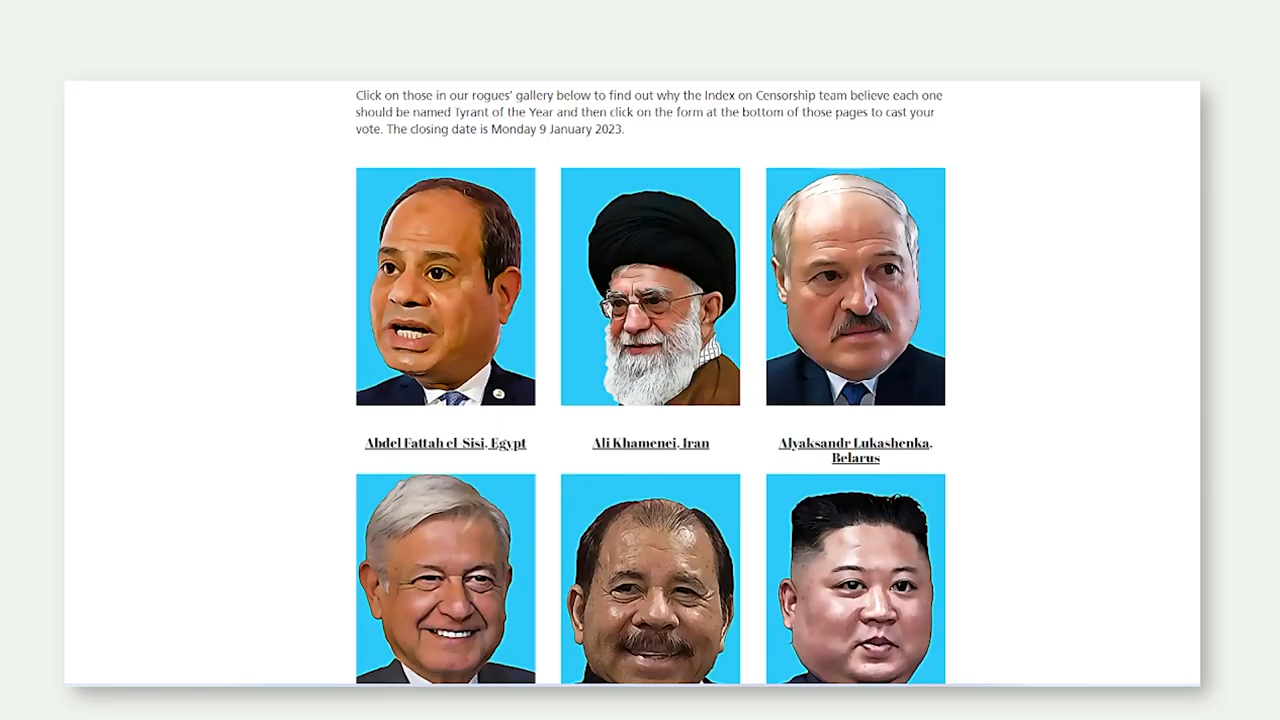 Click on those in our rogues' gallery below to find out why the Index on Censorship team believe each one
should be named Tyrant of the Year and then click on the form at the bottom of those pages to cast your
vote. The closing date is Monday 9 January 2023.
Abdel Fattah el-Sisi, Egypt
Ali Khamenei, Iran
Alyaksandr Lukashenka,
Belarus